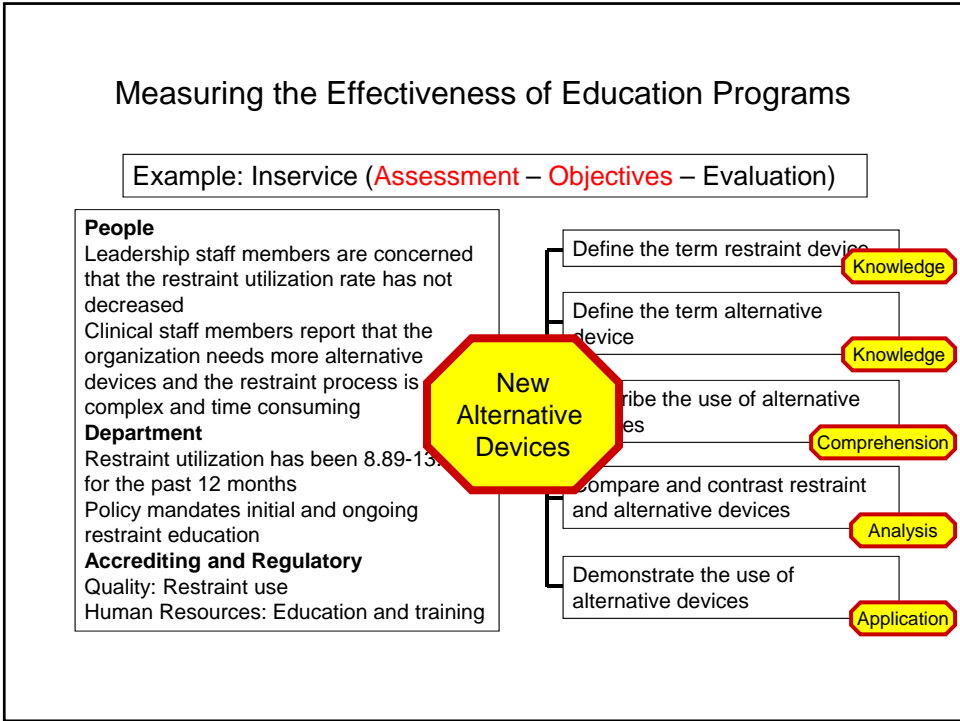 Measuring the Effectiveness of Education Programs
Example: Inservice (Assessment – Objectives – Evaluation)
People
Leadership staff members are concerned
that the restraint utilization rate has not
decreased
Clinical staff members report that the
organization needs more alternative
devices and the restraint process is
complex and time consuming
Department
Restraint utilization has been 8.89-13.
for the past 12 months
Policy mandates initial and ongoing
restraint education
Accrediting and Regulatory
Quality: Restraint use
Human Resources: Education and training
New
Alternative
Devices
Define the term restraint device
Knowledge
Define the term alternative
device
Knowledge
the use of alternative
Comprehension
Compare and contrast restraint
and alternative devices
Analysis
Demonstrate the use of
alternative devices
Application